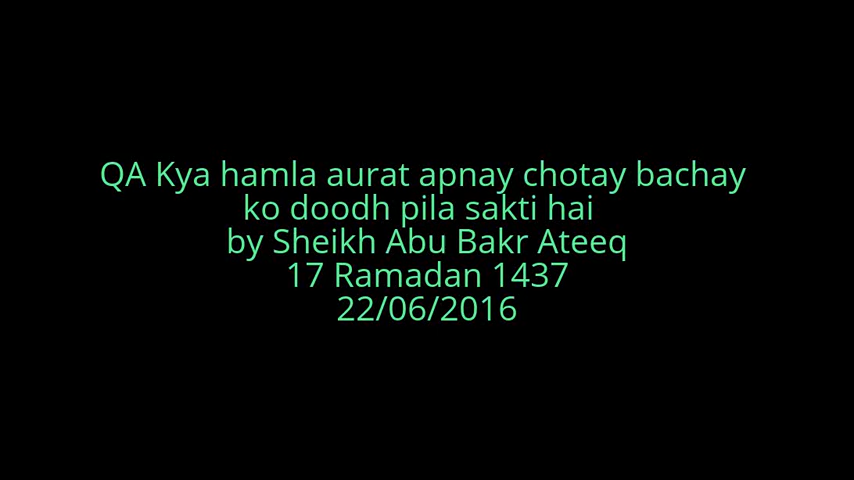 QA Kya hamla aurat apnay chotay bachay
ko doodh pila sakti hai
by Sheikh Abu Bakr Ateeq
17 Ramadan 1437
22/06/2016